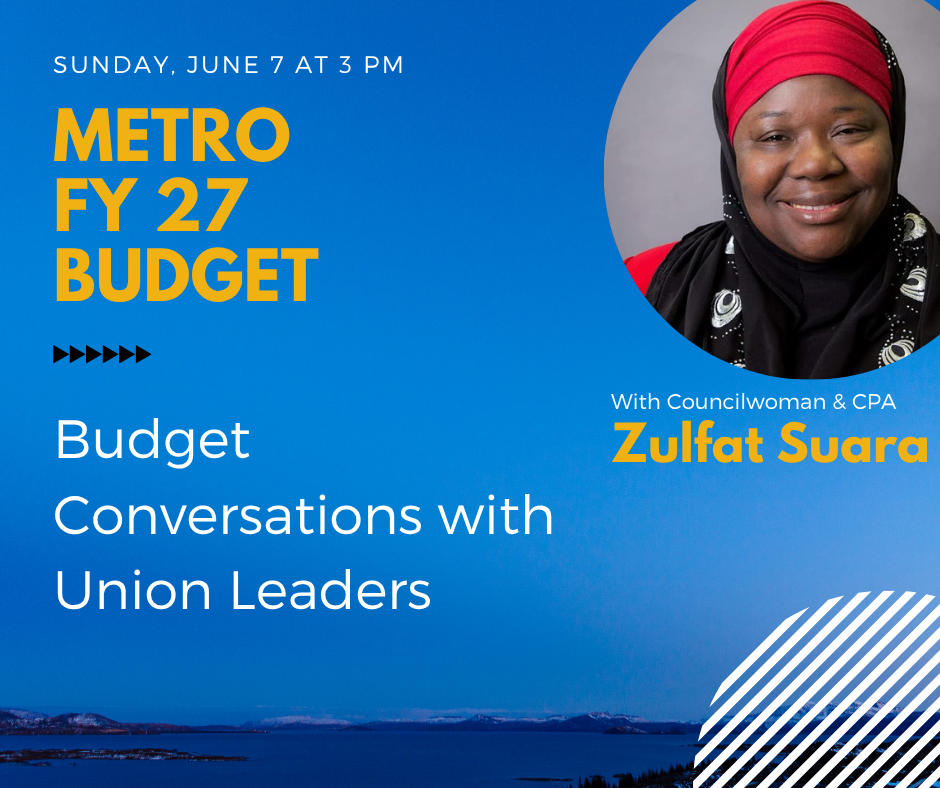 SUNDAY, JUNE 7 AT 3 PM
METRO
FY 27
BUDGET
Budget
Conversations with
Union Leaders
With Councilwoman & CPA
Zulfat Suara